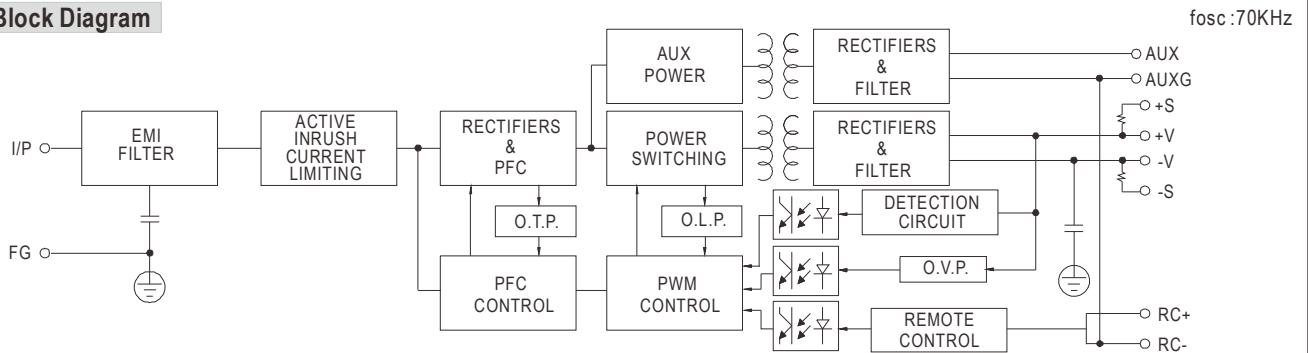 Block Diagram
fosc :70KHz
AUX
POWER
RECTIFIERS
&
FILTER
AUX
AUXG
+S
I/P
EMI
FILTER
ACTIVE
INRUSH
CURRENT
LIMITING
RECTIFIERS
&
PFC
POWER
SWITCHING
RECTIFIERS
&
FILTER
+V
-V
-S
O.T.P.
O.L.P.
DETECTION
CIRCUIT
FG
PFC
CONTROL
PWM
CONTROL
O.V.P.
REMOTE
CONTROL
RC+
RC-